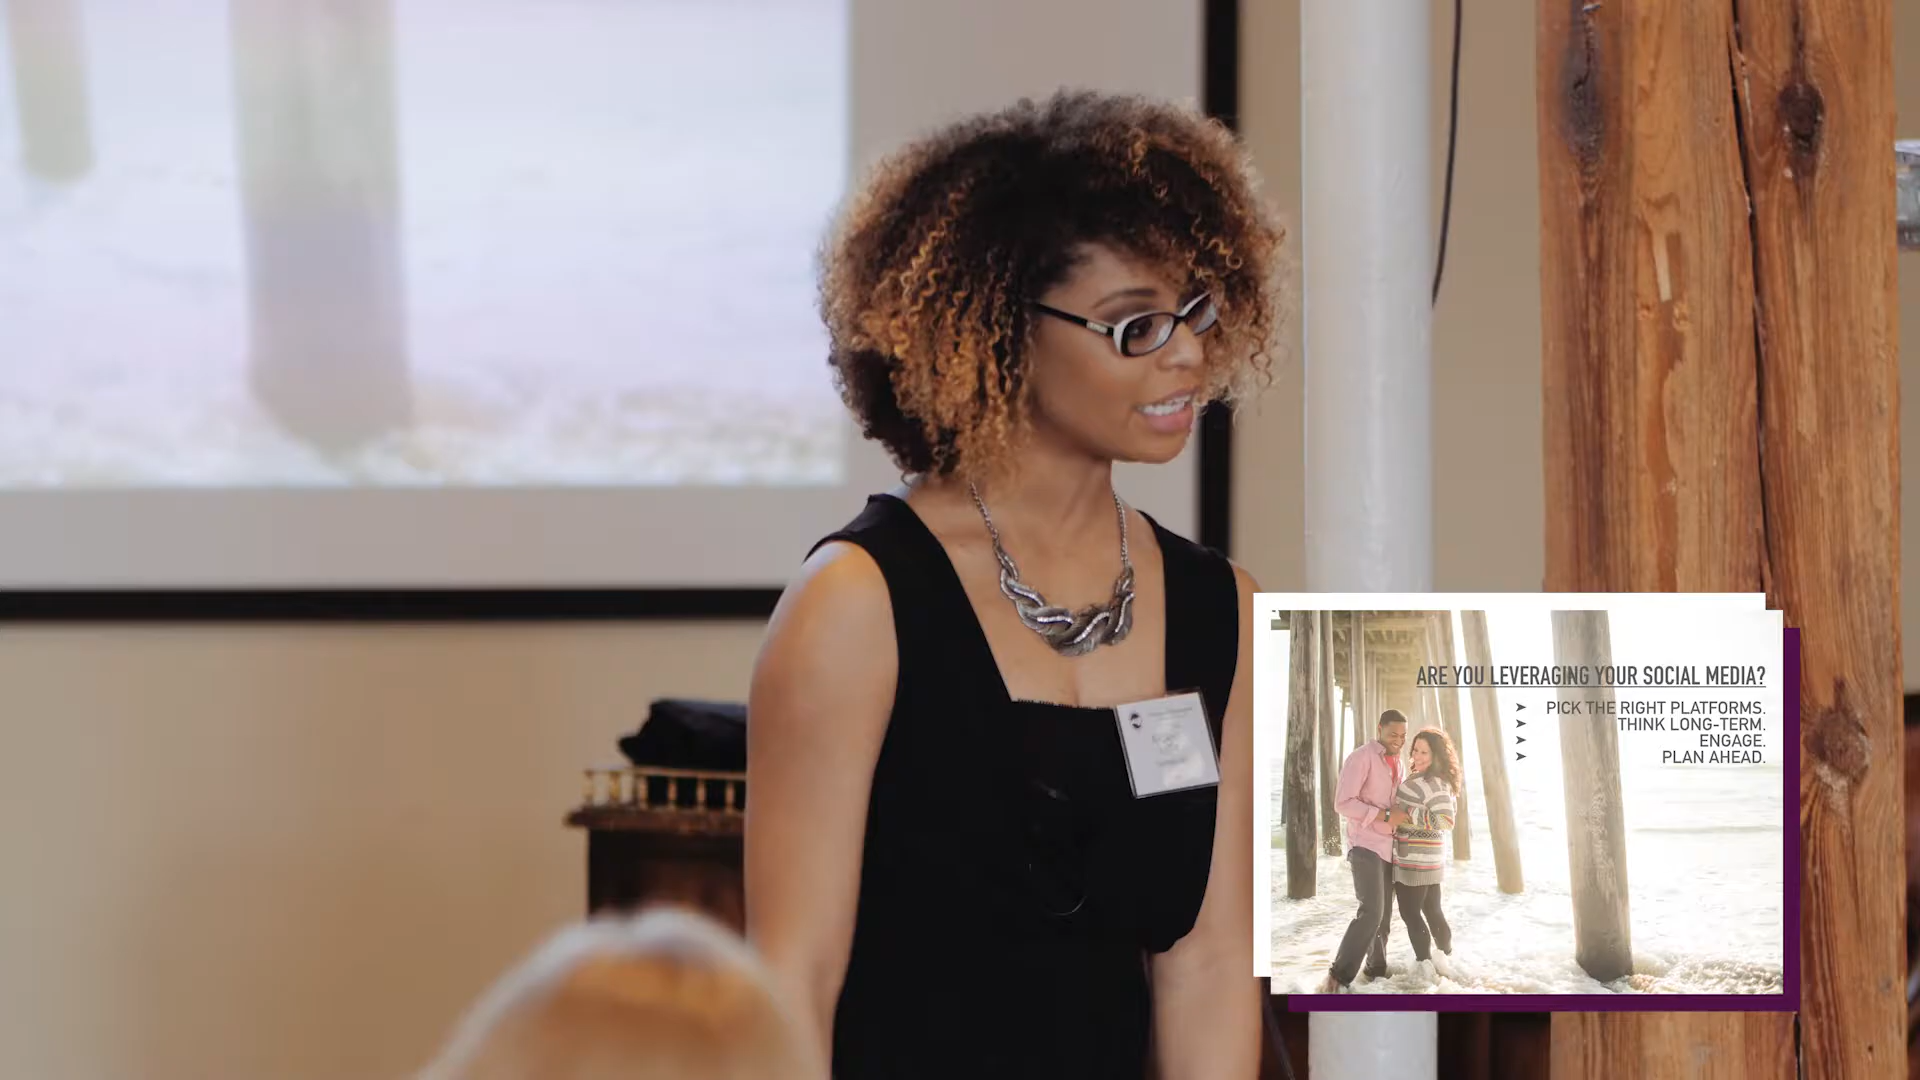 ARE YOU LEVERAGING YOUR SOCIAL MEDIA?
➤ PICK THE RIGHT PLATFORMS.
➤ THINK LONG-TERM.
➤ ENGAGE.
➤ PLAN AHEAD.